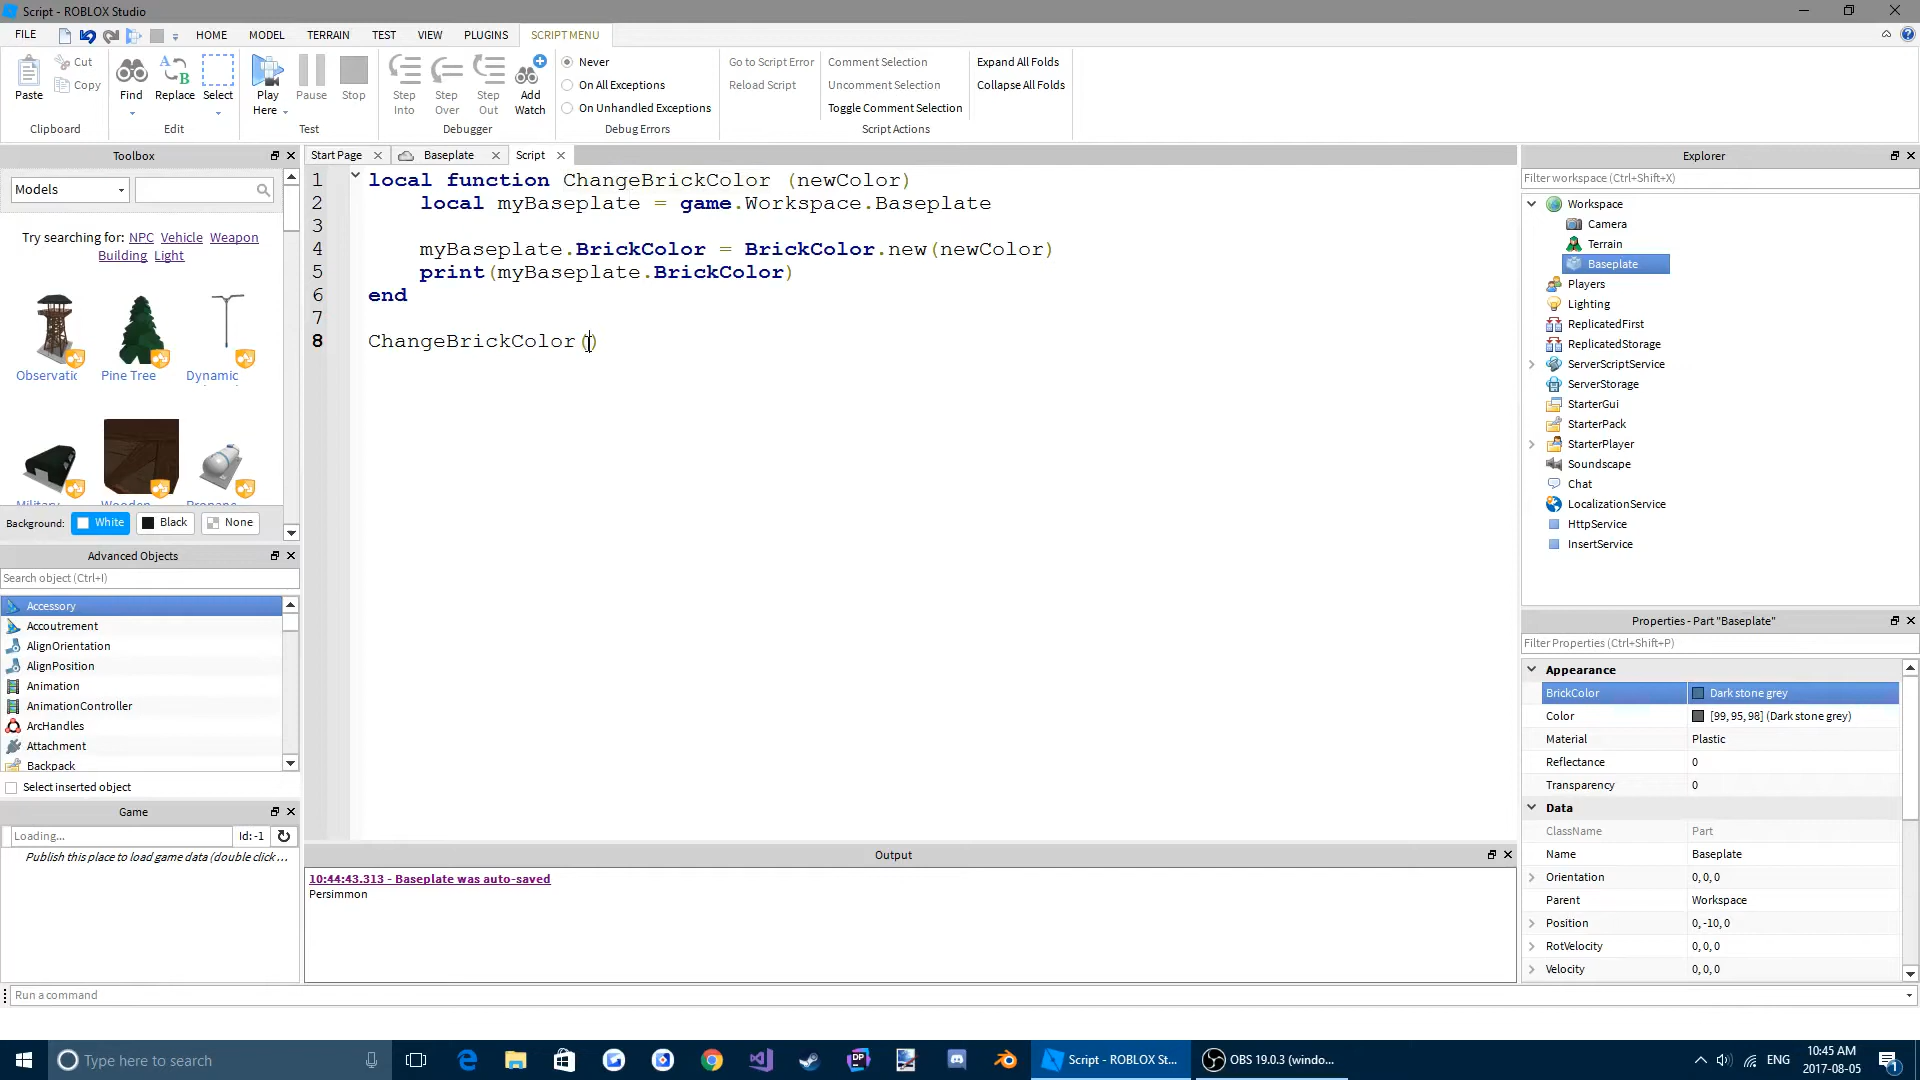 Script - ROBLOX Studio
FILE
HOME
MODEL
TERRAIN
TEST
VIEW
PLUGINS
SCRIPT MENU
Paste
Cut
Copy
Clipboard
Find
Replace
Select
Edit
Play
Here
Pause
Stop
Test
Step
Into
Step
Over
Step
Out
Add
Watch
Debugger
Never
On All Exceptions
On Unhandled Exceptions
Debug Errors
Go to Script Error
Reload Script
Comment Selection
Uncomment Selection
Toggle Comment Selection
Expand All Folds
Collapse All Folds
Script Actions
Toolbox
Models
Try searching for: NPC Vehicle Weapon
Building Light
Observatic
Pine Tree
Dynamic
Military
Wooden
Propane
Background: White Black None
Advanced Objects
Search object (Ctrl+I)
Accessory
Accoutrement
AlignOrientation
AlignPosition
Animation
AnimationController
ArcHandles
Attachment
Backpack
Select inserted object
Game
Loading...
Id: -1
Publish this place to load game data (double click ...
Start Page
Baseplate
Script
1 local function ChangeBrickColor (newColor)
2 local myBaseplate = game.Workspace.Baseplate
3
4 myBaseplate.BrickColor = BrickColor.new(newColor)
5 print(myBaseplate.BrickColor)
6 end
7
8 ChangeBrickColor()
Output
10:44:43.313 - Baseplate was auto-saved
Persimmon
Explorer
Filter workspace (Ctrl+Shift+X)
Workspace
Camera
Terrain
Baseplate
Players
Lighting
ReplicatedFirst
ReplicatedStorage
ServerScriptService
ServerStorage
StarterGui
StarterPack
StarterPlayer
Soundscape
Chat
LocalizationService
HttpService
InsertService
Properties - Part "Baseplate"
Filter Properties (Ctrl+Shift+P)
Appearance
BrickColor Dark stone grey
Color [99, 95, 98] (Dark stone grey)
Material Plastic
Reflectance 0
Transparency 0
Data
ClassName Part
Name Baseplate
Orientation 0, 0, 0
Parent Workspace
Position 0, -10, 0
RotVelocity 0, 0, 0
Velocity 0, 0, 0
Run a command
Type here to search
Script - ROBLOX St...
OBS 19.0.3 (windo...
ENG
10:45 AM
2017-08-05
1